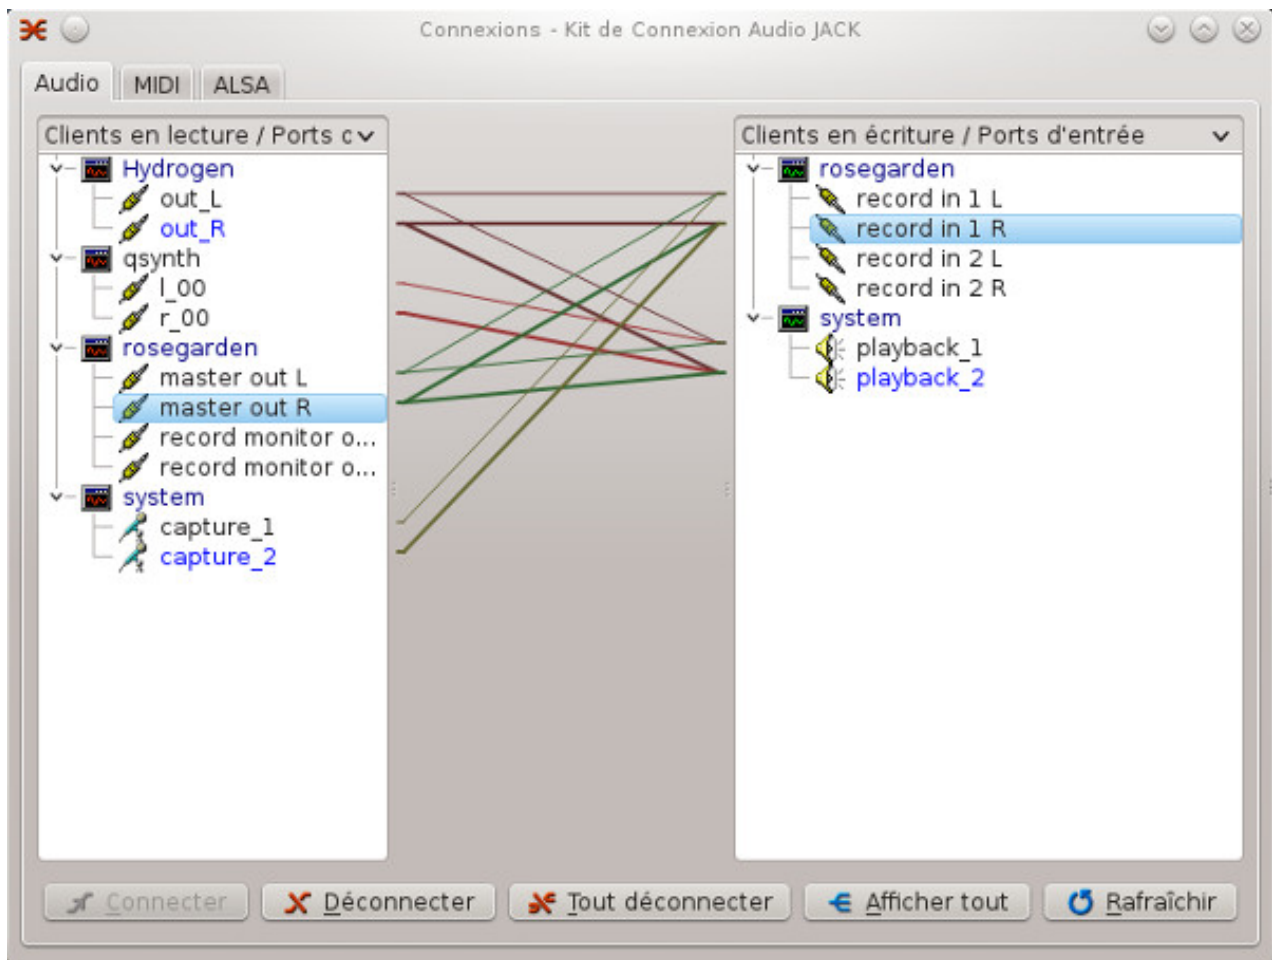 Connexions - Kit de Connexion Audio JACK
Audio MIDI ALSA
Clients en lecture / Ports c
Hydrogen
out_L
out_R
qsynth
l_00
r_00
rosegarden
master out L
master out R
record monitor o...
record monitor o...
system
capture_1
capture_2
Clients en écriture / Ports d'entrée
rosegarden
record in 1 L
record in 1 R
record in 2 L
record in 2 R
system
playback_1
playback_2
Connecter Déconnecter Tout déconnecter Afficher tout Rafraîchir